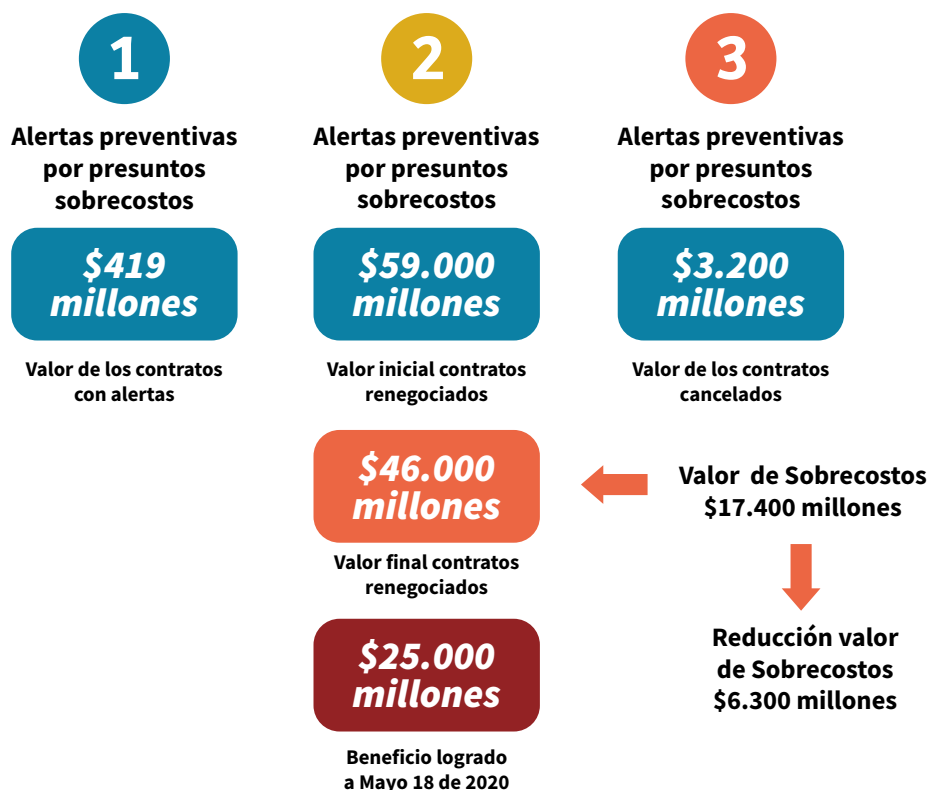 1
Alertas preventivas
por presuntos
sobrecostos
$419
millones
Valor de los contratos
con alertas
2
Alertas preventivas
por presuntos
sobrecostos
$59.000
millones
Valor inicial contratos
renegociados
$46.000
millones
Valor final contratos
renegociados
$25.000
millones
Beneficio logrado
a Mayo 18 de 2020
3
Alertas preventivas
por presuntos
sobrecostos
$3.200
millones
Valor de los contratos
cancelados
Valor de Sobrecostos
$17.400 millones
Reducción valor
de Sobrecostos
$6.300 millones